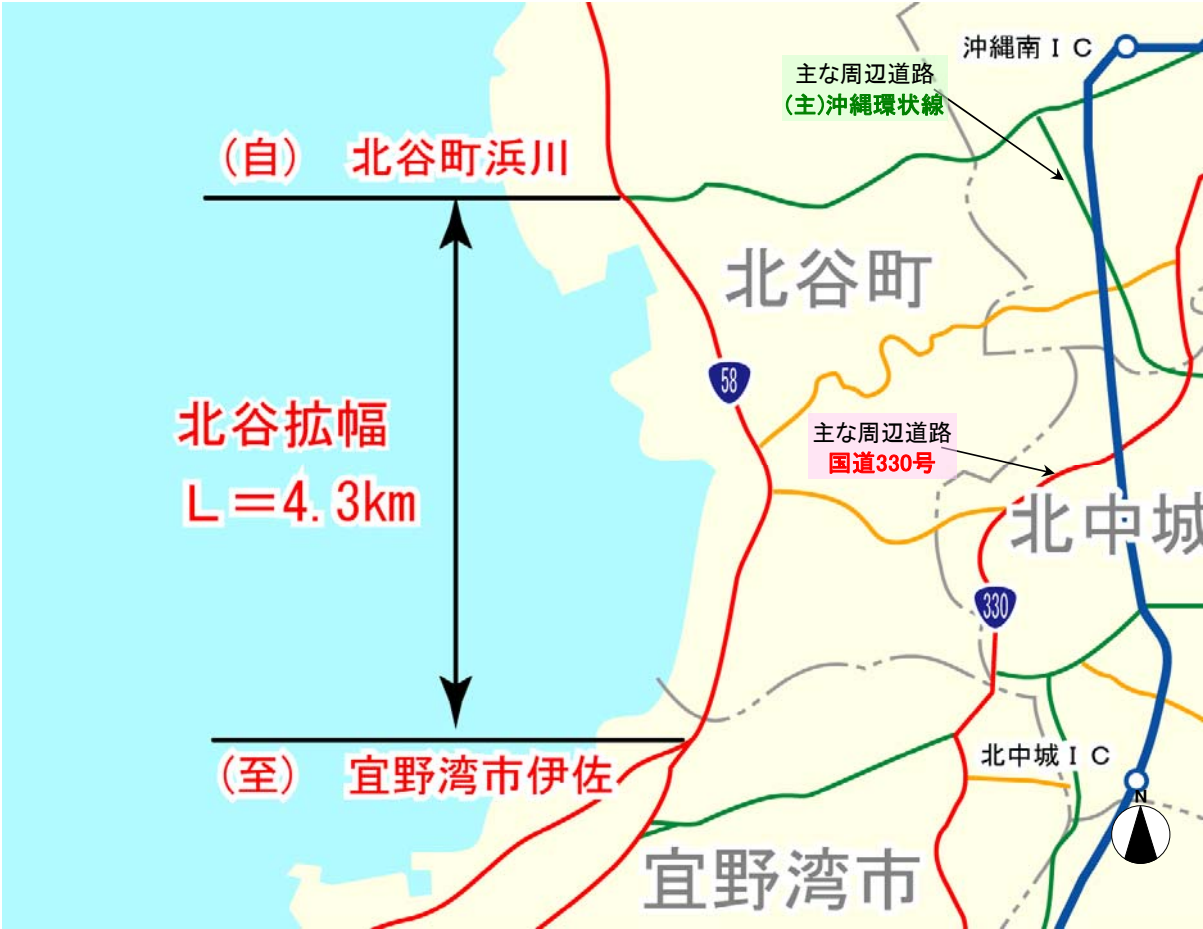 沖縄南ＩＣ
主な周辺道路
(主)沖縄環状線
(自)　北谷町浜川
北谷町
58
北谷拡幅
Ｌ＝4.3km
主な周辺道路
国道330号
北中城
330
(至)　宜野湾市伊佐
北中城ＩＣ
N
宜野湾市